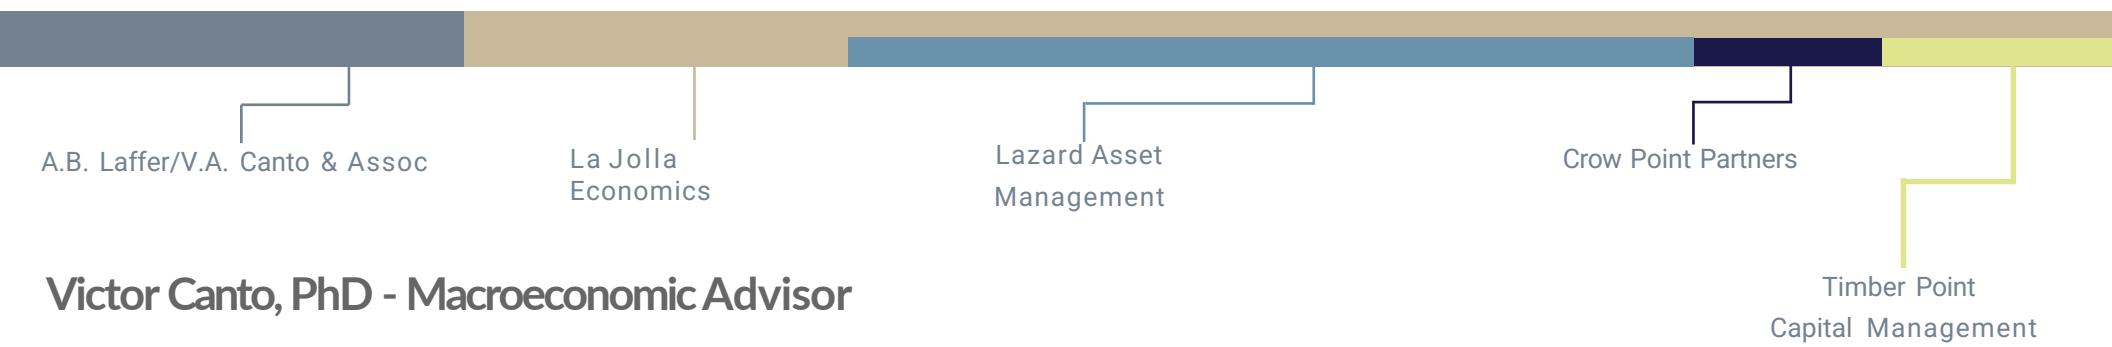 A.B. Laffer/V.A. Canto & Assoc
La Jolla
Economics
Lazard Asset
Management
Crow Point Partners
Timber Point
Capital Management
Victor Canto, PhD - Macroeconomic Advisor